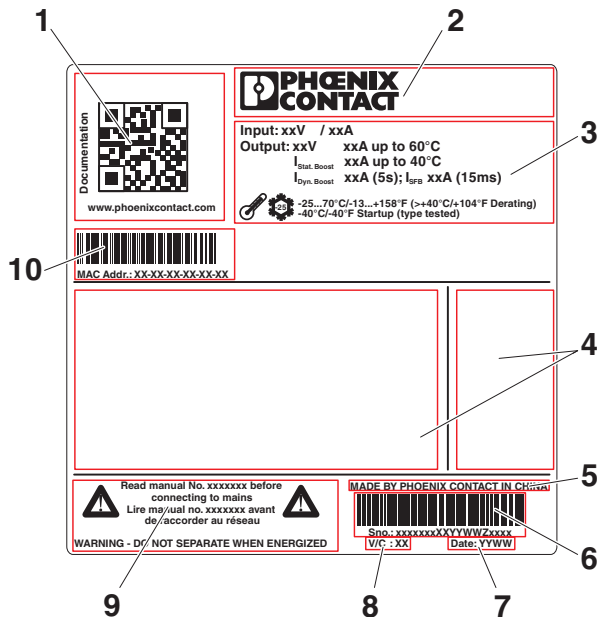 1
2
PHŒNIX
CONTACT
Documentation
www.phoenixcontact.com
Input: xxV / xxA
Output: xxV xxA up to 60°C
IStat. Boost xxA up to 40°C
IDyn. Boost xxA (5s); ISFB xxA (15ms)
-25
-25...70°C/-13...+158°F (>+40°C/+104°F Derating)
-40°C/-40°F Startup (type tested)
3
10
MAC Addr.: XX-XX-XX-XX-XX-XX
4
5
Read manual No. xxxxxxx before
connecting to mains
Lire manual no. xxxxxxx avant
de raccorder au réseau
WARNING - DO NOT SEPARATE WHEN ENERGIZED
MADE BY PHOENIX CONTACT IN CHINA
Sno.: xxxxxxxXXYYWWZxxxx
V/C : XX Date: YYWW
6
9
8
7